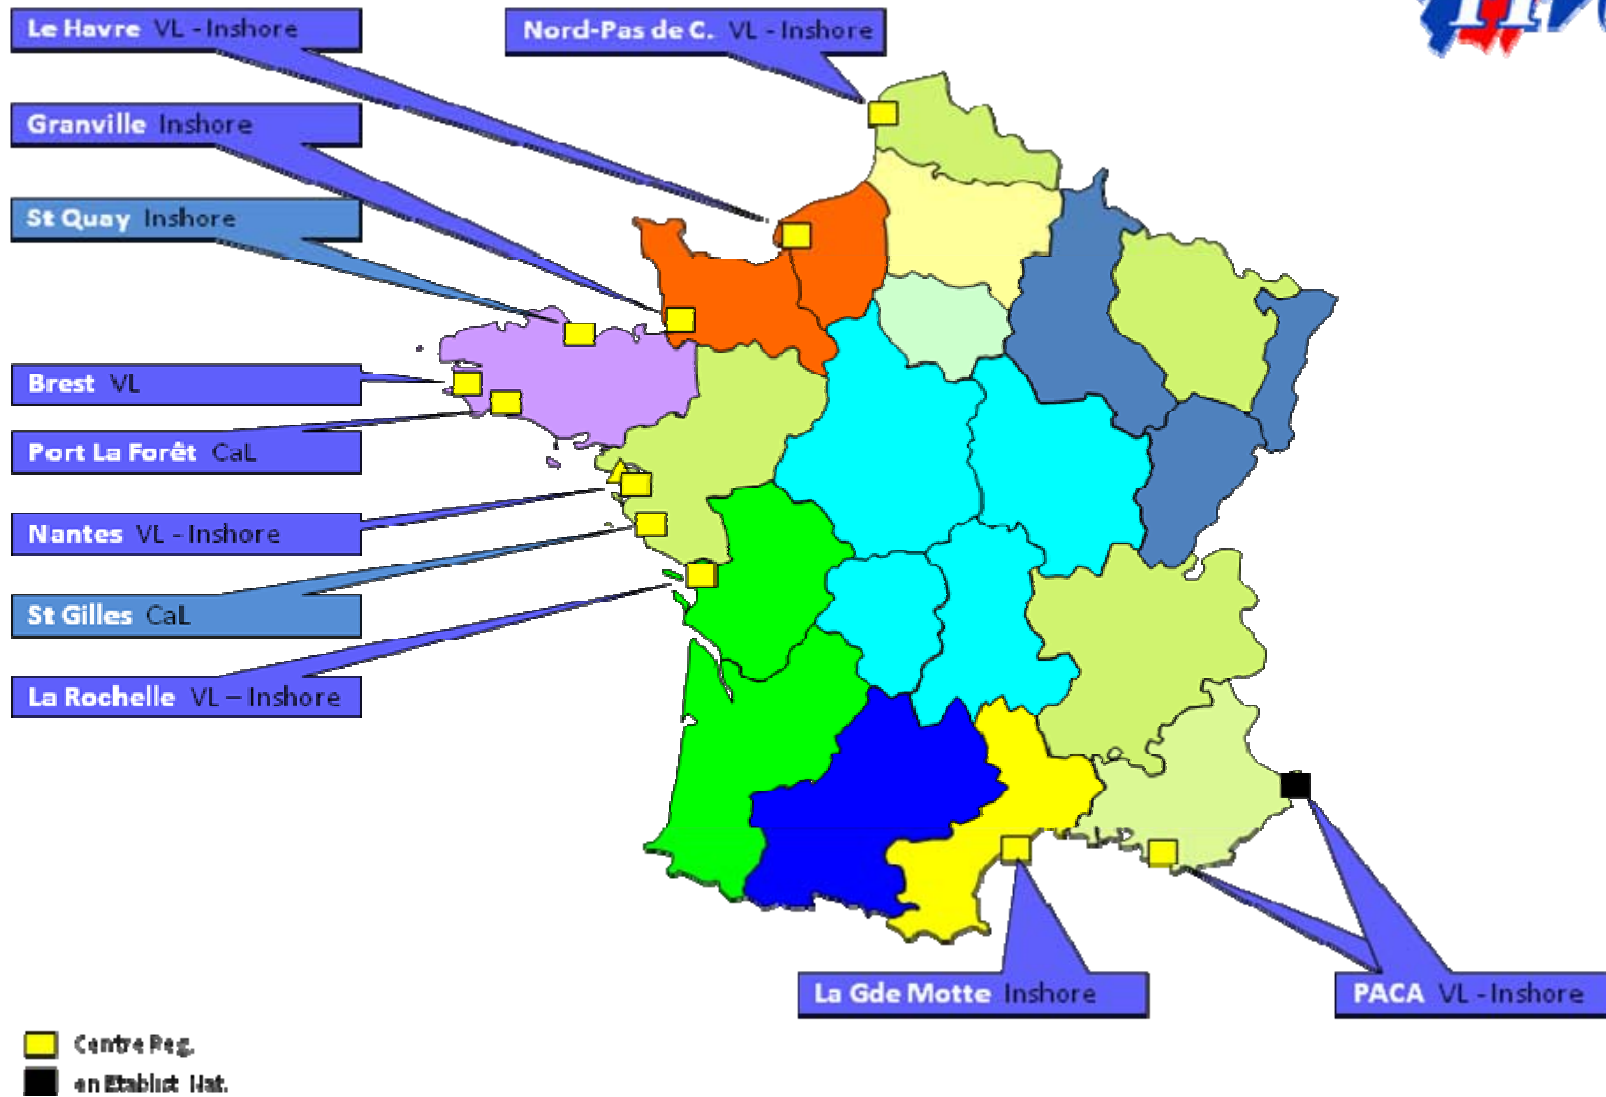 Le Havre VL - Inshore
Nord-Pas de C. VL - Inshore
Granville Inshore
St Quay Inshore
Brest VL
Port La Forêt CaL
Nantes VL - Inshore
St Gilles CaL
La Rochelle VL – Inshore
La Gde Motte Inshore
PACA VL - Inshore
Centre Reg.
en Etablist Nat.